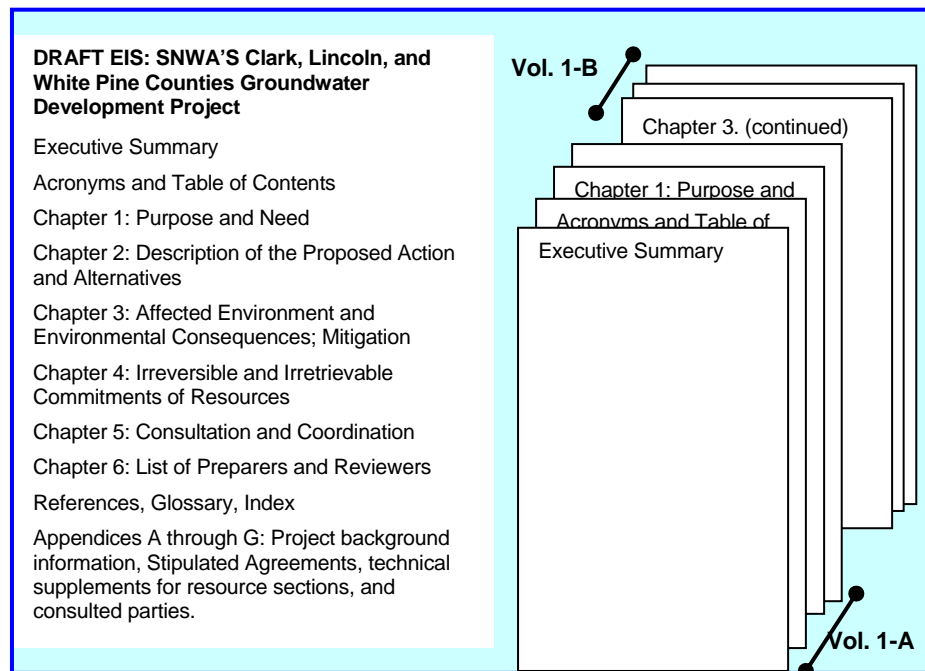 DRAFT EIS: SNWA'S Clark, Lincoln, and
White Pine Counties Groundwater
Development Project
Executive Summary
Acronyms and Table of Contents
Chapter 1: Purpose and Need
Chapter 2: Description of the Proposed Action
and Alternatives
Chapter 3: Affected Environment and
Environmental Consequences; Mitigation
Chapter 4: Irreversible and Irretrievable
Commitments of Resources
Chapter 5: Consultation and Coordination
Chapter 6: List of Preparers and Reviewers
References, Glossary, Index
Appendices A through G: Project background
information, Stipulated Agreements, technical
supplements for resource sections, and
consulted parties.
Vol. 1-B
Chapter 3. (continued)
Chapter 1: Purpose and
Acronyms and Table of
Executive Summary
Vol. 1-A